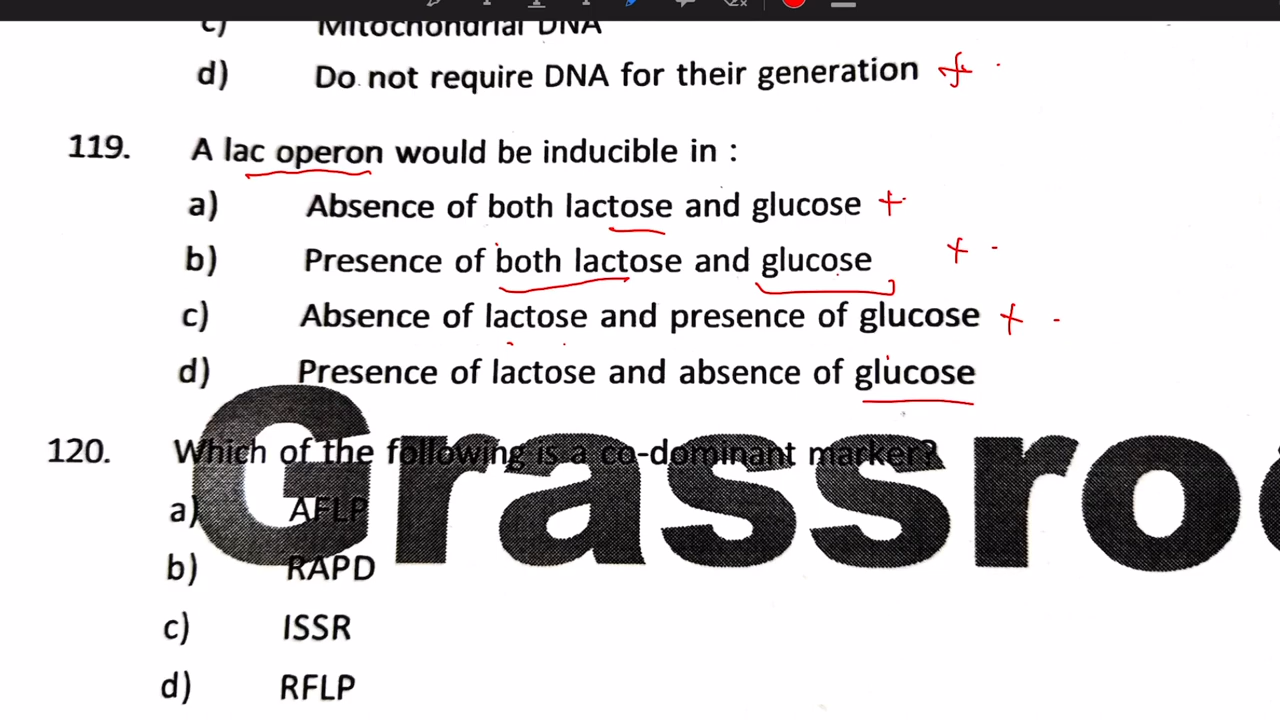 c) Mitochondrial DNA
d) Do not require DNA for their generation
119. A lac operon would be inducible in :
a) Absence of both lactose and glucose
b) Presence of both lactose and glucose
c) Absence of lactose and presence of glucose
d) Presence of lactose and absence of glucose
120. Which of the following is a co-dominant marker?
a) AFLP
b) RAPD
c) ISSR
d) RFLP
Grassroo